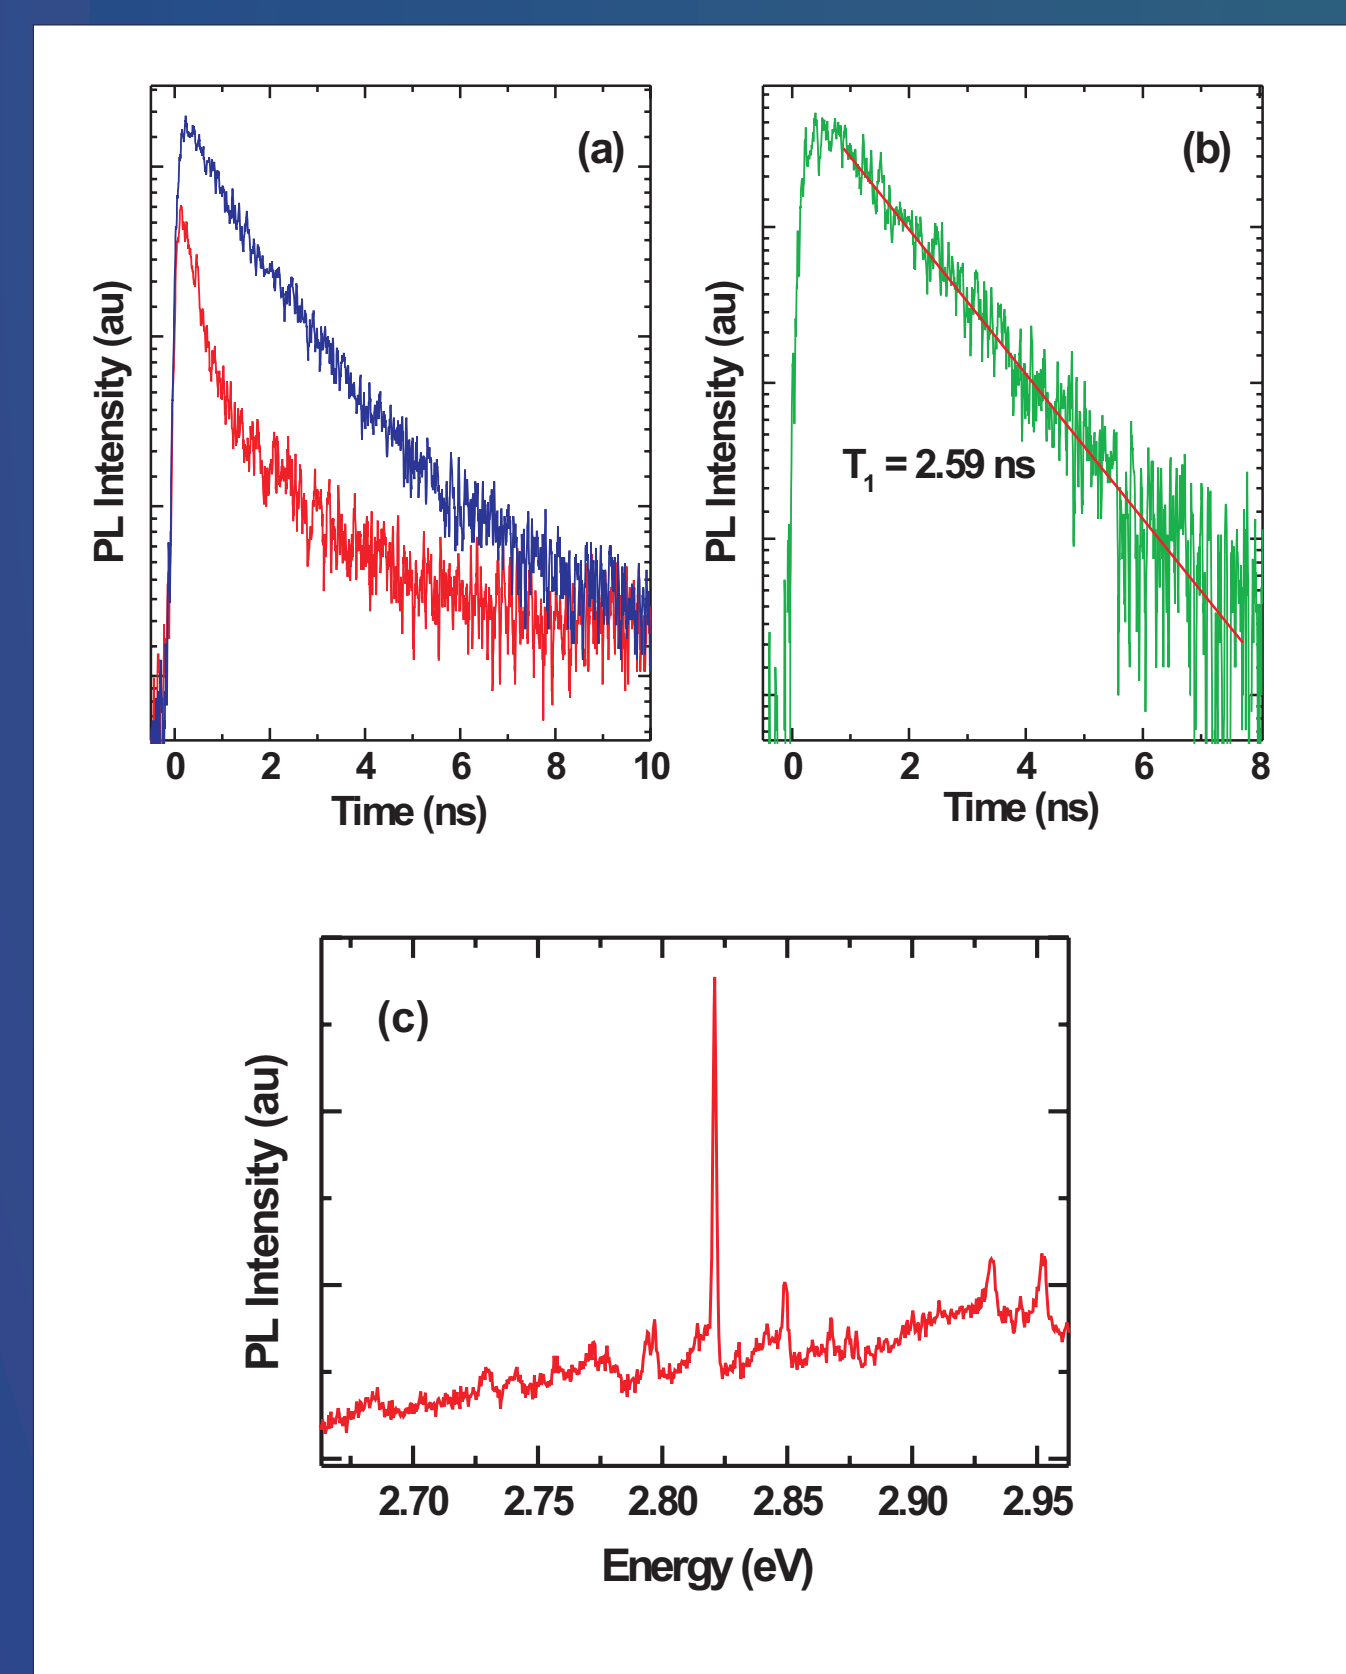 (a)
PL Intensity (au)
0 2 4 6 8 10
Time (ns)
(b)
PL Intensity (au)
T1 = 2.59 ns
0 2 4 6 8
Time (ns)
(c)
PL Intensity (au)
2.70 2.75 2.80 2.85 2.90 2.95
Energy (eV)